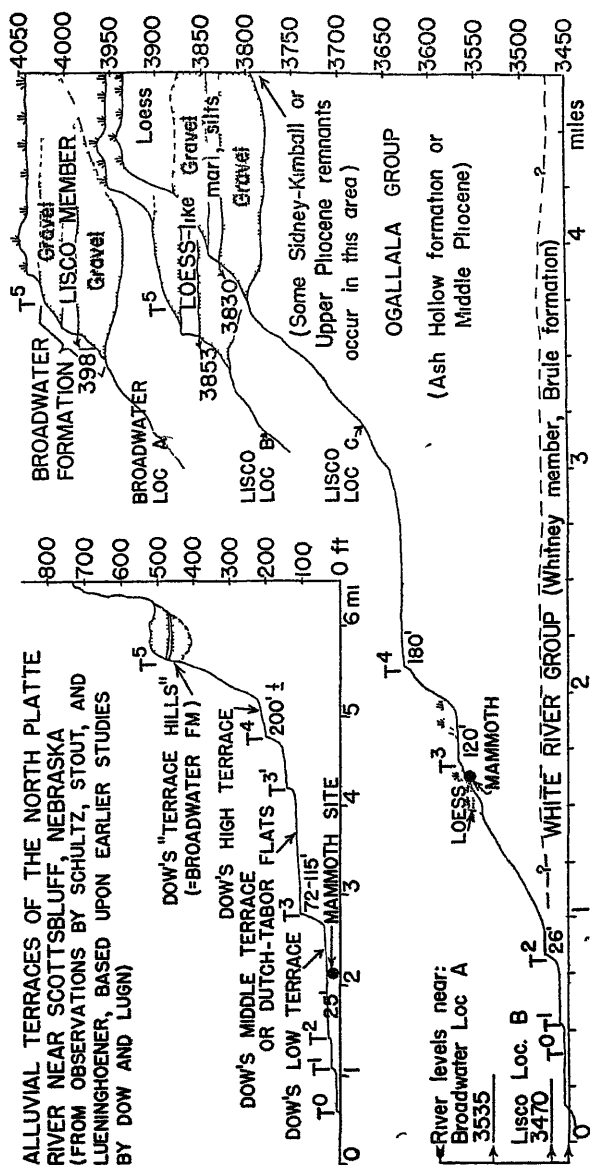 ALLUVIAL TERRACES OF THE NORTH PLATTE
RIVER NEAR SCOTTSBLUFF, NEBRASKA
(FROM OBSERVATIONS BY SCHULTZ, STOUT, AND
LUENINGHOENER, BASED UPON EARLIER STUDIES
BY DOW AND LUGN)
800
700
600
500
400
300
200
100
0 ft
T5
DOW'S "TERRACE HILLS"
(=BROADWATER FM)
T4
200' ±
DOW'S HIGH TERRACE
T3'
DOW'S MIDDLE TERRACE
OR DUTCH-TABOR FLATS
T3
72-115'
DOW'S LOW TERRACE
MAMMOTH SITE
25'
T0 T1 T2
0 1 2 3 4 5 6 mi
4050
4000
3950
3900
3850
3800
3750
3700
3650
3600
3550
3500
3450
T5
Gravel
LISCO MEMBER
Gravel
BROADWATER
FORMATION
3981
BROADWATER
LOC A
Loess
T5
LOESS-like
Gravel
marl, silts
Gravel
3853
3830
LISCO
LOC B
LISCO
LOC C
(Some Sidney-Kimball or
Upper Pliocene remnants
occur in this area)
OGALLALA GROUP
(Ash Hollow formation or
Middle Pliocene)
T4
180'
T3
120'
LOESS
MAMMOTH
?
WHITE RIVER GROUP (Whitney member, Brule formation)
?
T2
26'
T0 T1
River levels near:
Broadwater Loc A
3535
Lisco Loc. B
3470
0 1 2 3 4 miles